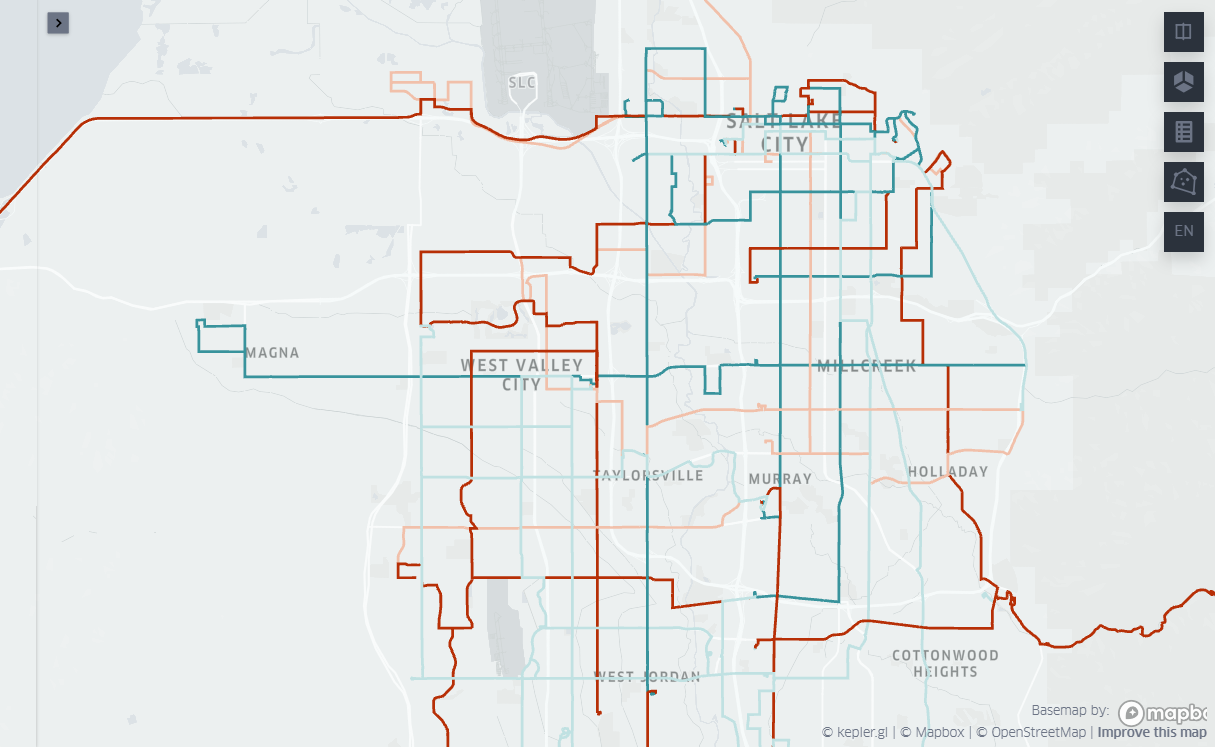 >
SLC
SALT LAKE
CITY
EN
MAGNA
WEST VALLEY
CITY
MILLCREEK
TAYLORSVILLE
MURRAY
HOLLADAY
COTTONWOOD
HEIGHTS
WEST JORDAN
Basemap by: mapbo
© kepler.gl | © Mapbox | © OpenStreetMap | Improve this map